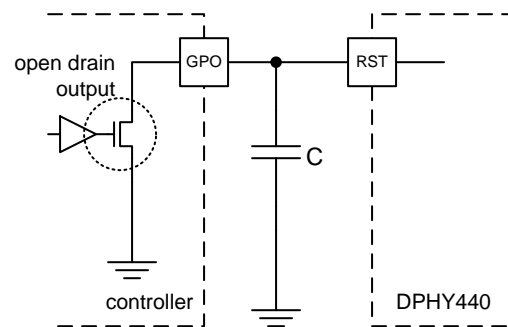 open drain
output
GPO
RST
C
controller
DPHY440